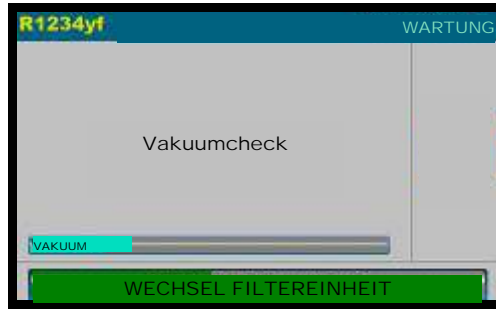 R1234yf
WARTUNG
Vakuumcheck
VAKUUM
WECHSEL FILTEREINHEIT